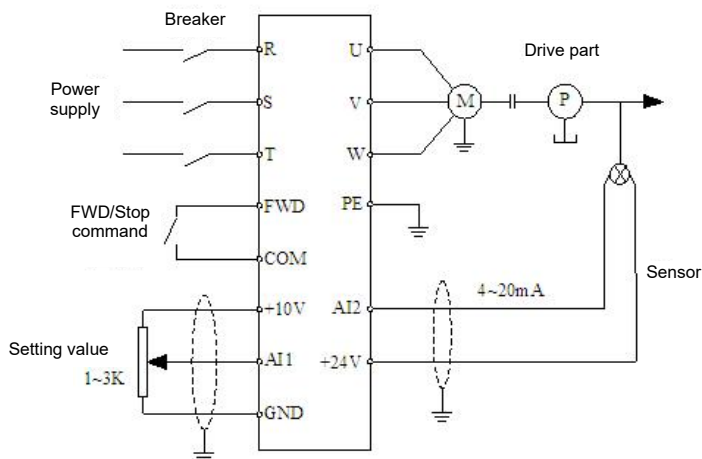 Breaker
Power
supply
R
S
T
FWD
COM
+10V
AI1
GND
FWD/Stop
command
Setting value
1~3K
U
V
W
PE
AI2
+24V
M
P
Drive part
4~20mA
Sensor